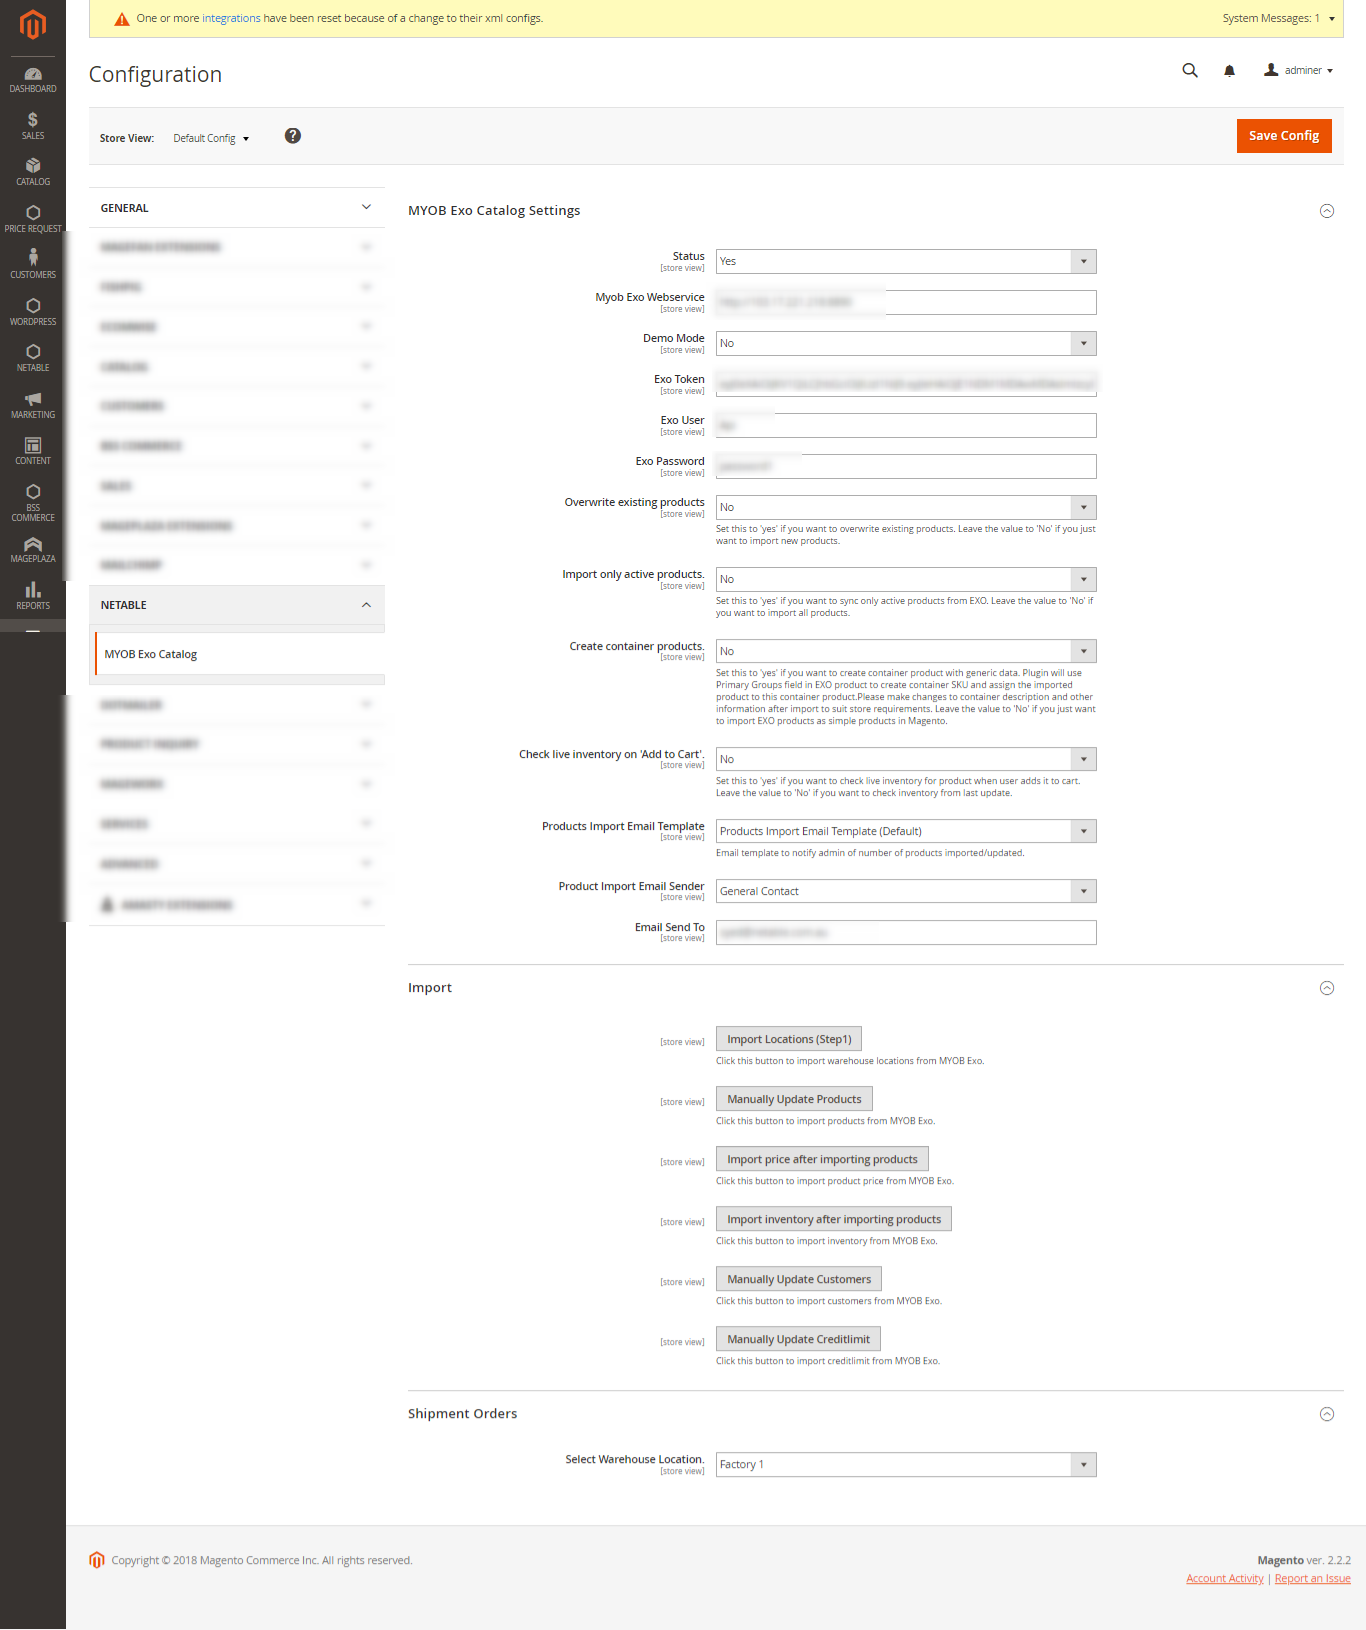 One or more integrations have been reset because of a change to their xml configs.
System Messages: 1
Configuration
adminer
Store View: Default Config
?
Save Config
DASHBOARD
$
SALES
CATALOG
PRICE REQUEST
CUSTOMERS
WORDPRESS
NETABLE
MARKETING
CONTENT
BSS
COMMERCE
MAGEPLAZA
REPORTS
GENERAL
NETABLE
MYOB Exo Catalog
MYOB Exo Catalog Settings
Status
[store view]
Yes
Myob Exo Webservice
[store view]
Demo Mode
[store view]
No
Exo Token
[store view]
Exo User
[store view]
Exo Password
[store view]
Overwrite existing products
[store view]
No
Set this to 'yes' if you want to overwrite existing products. Leave the value to 'No' if you just
want to import new products.
Import only active products.
[store view]
No
Set this to 'yes' if you want to sync only active products from EXO. Leave the value to 'No' if
you want to import all products.
Create container products.
[store view]
No
Set this to 'yes' if you want to create container product with generic data. Plugin will use
Primary Groups field in EXO product to create container SKU and assign the imported
product to this container product.Please make changes to container description and other
information after import to suit store requirements. Leave the value to 'No' if you just want
to import EXO products as simple products in Magento.
Check live inventory on 'Add to Cart'.
[store view]
No
Set this to 'yes' if you want to check live inventory for product when user adds it to cart.
Leave the value to 'No' if you want to check inventory from last update.
Products Import Email Template
[store view]
Products Import Email Template (Default)
Email template to notify admin of number of products imported/updated.
Product Import Email Sender
[store view]
General Contact
Email Send To
[store view]
Import
[store view]
Import Locations (Step1)
Click this button to import warehouse locations from MYOB Exo.
[store view]
Manually Update Products
Click this button to import products from MYOB Exo.
[store view]
Import price after importing products
Click this button to import product price from MYOB Exo.
[store view]
Import inventory after importing products
Click this button to import inventory from MYOB Exo.
[store view]
Manually Update Customers
Click this button to import customers from MYOB Exo.
[store view]
Manually Update Creditlimit
Click this button to import creditlimit from MYOB Exo.
Shipment Orders
Select Warehouse Location.
[store view]
Factory 1
Copyright © 2018 Magento Commerce Inc. All rights reserved.
Magento ver. 2.2.2
Account Activity | Report an Issue